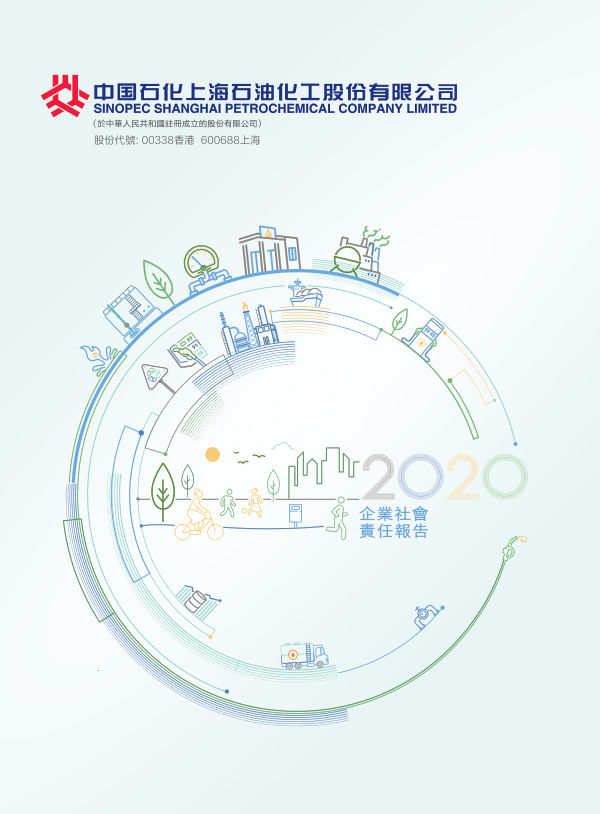 中国石化上海石油化工股份有限公司
SINOPEC SHANGHAI PETROCHEMICAL COMPANY LIMITED
(於中華人民共和國註冊成立的股份有限公司)
股份代號: 00338香港 600688上海
2020
企業社會
責任報告